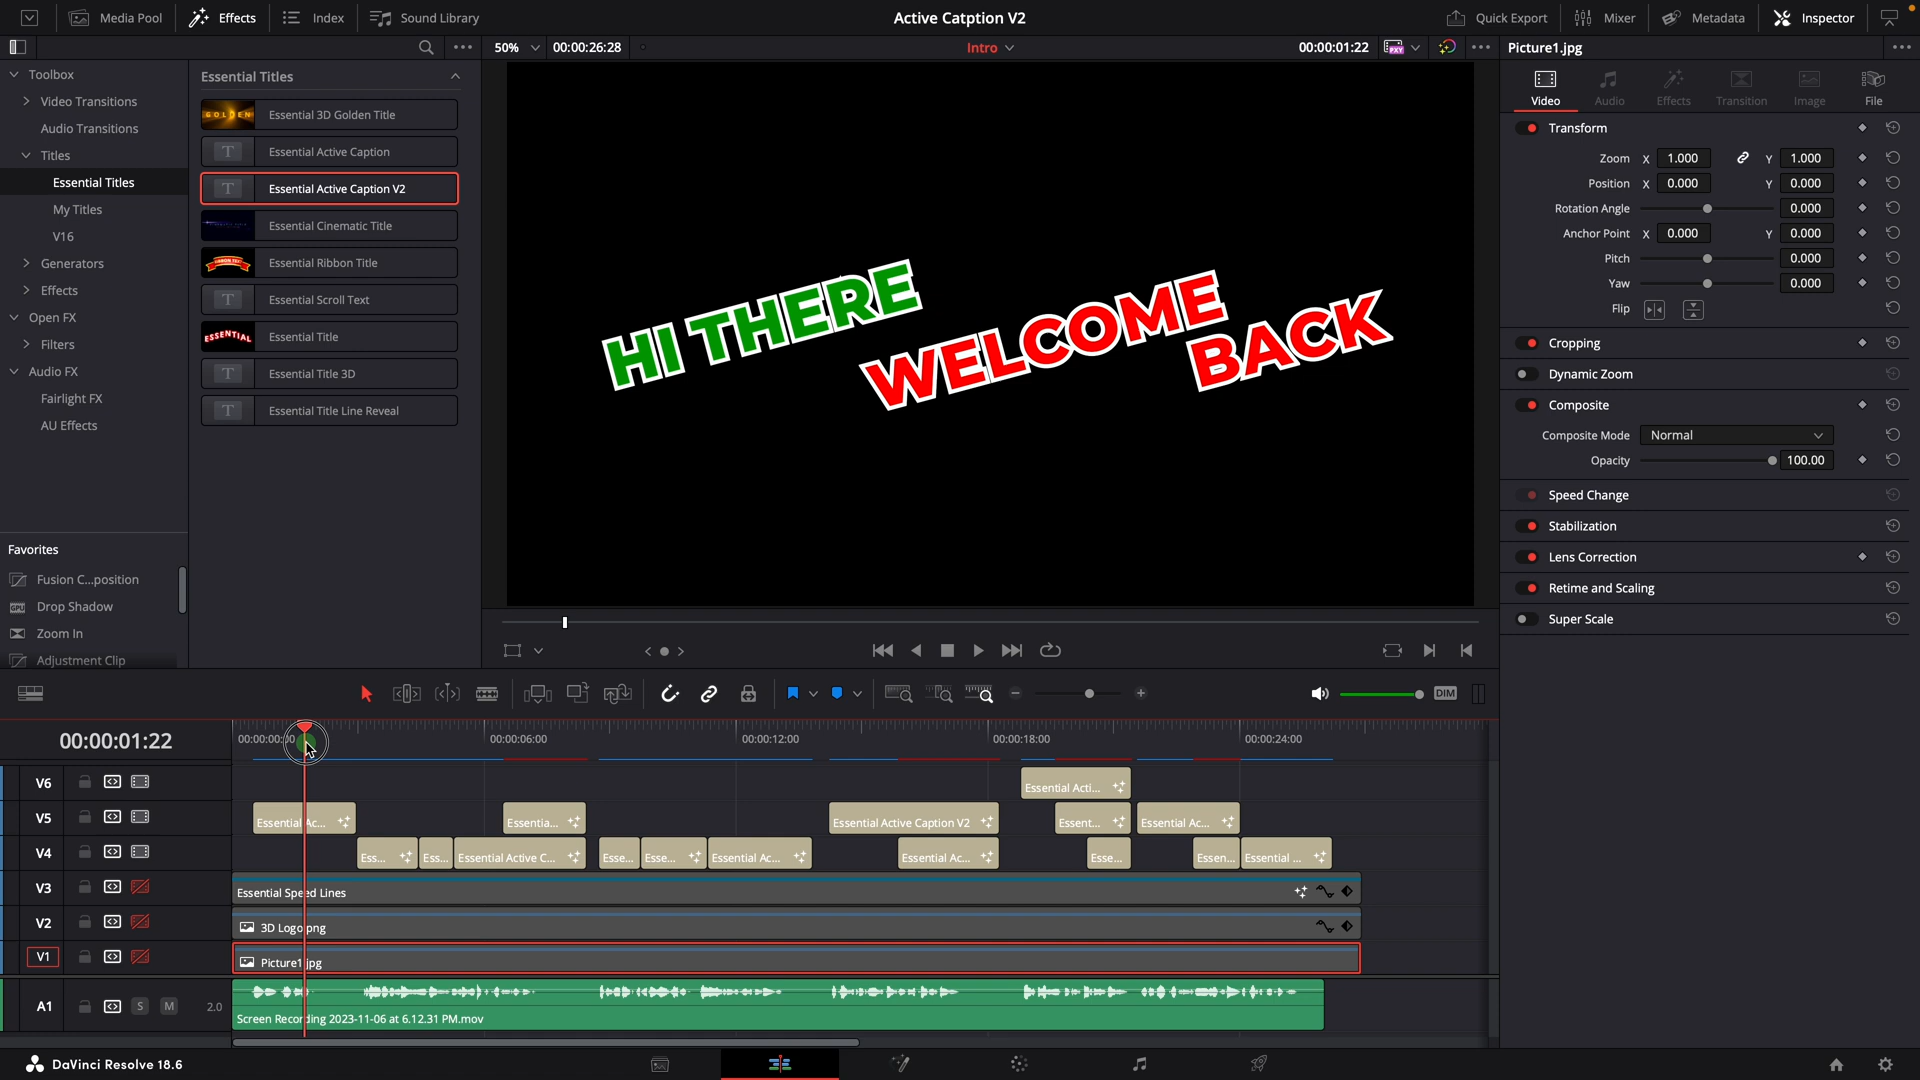 Media Pool
Effects
Index
Sound Library
Active Catption V2
Quick Export
Mixer
Metadata
Inspector
50%
00:00:26:28
Intro
00:00:01:22
PXY
Picture1.jpg
Toolbox
Video Transitions
Audio Transitions
Titles
Essential Titles
My Titles
V16
Generators
Effects
Open FX
Filters
Audio FX
Fairlight FX
AU Effects
Favorites
Fusion C...position
Drop Shadow
Zoom In
Adjustment Clip
Essential Titles
GOLDEN
Essential 3D Golden Title
T
Essential Active Caption
T
Essential Active Caption V2
Essential Cinematic Title
Essential Ribbon Title
T
Essential Scroll Text
ESSENTIAL
Essential Title
T
Essential Title 3D
T
Essential Title Line Reveal
HI THERE
WELCOME
BACK
Video
Audio
Effects
Transition
Image
File
Transform
Zoom X 1.000 Y 1.000
Position X 0.000 Y 0.000
Rotation Angle 0.000
Anchor Point X 0.000 Y 0.000
Pitch 0.000
Yaw 0.000
Flip
Cropping
Dynamic Zoom
Composite
Composite Mode Normal
Opacity 100.00
Speed Change
Stabilization
Lens Correction
Retime and Scaling
Super Scale
DIM
00:00:01:22
00:00:00:00
00:00:06:00
00:00:12:00
00:00:18:00
00:00:24:00
V6
Essential Acti...
V5
Essential Ac...
Essentia...
Essential Active Caption V2
Essent...
Essential Ac...
V4
Ess...
Ess...
Essential Active C...
Esse...
Esse...
Essential Ac...
Essential Ac...
Esse...
Essen...
Essential ...
V3
Essential Speed Lines
V2
3D Logo.png
V1
Picture1.jpg
A1
S
M
2.0
Screen Recording 2023-11-06 at 6.12.31 PM.mov
DaVinci Resolve 18.6